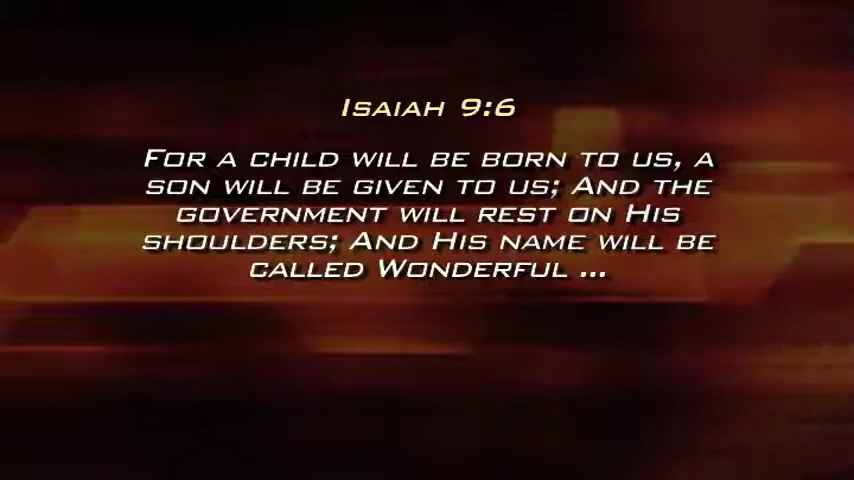 Isaiah 9:6
For a child will be born to us, a
son will be given to us; And the
government will rest on His
shoulders; And His name will be
called Wonderful ...